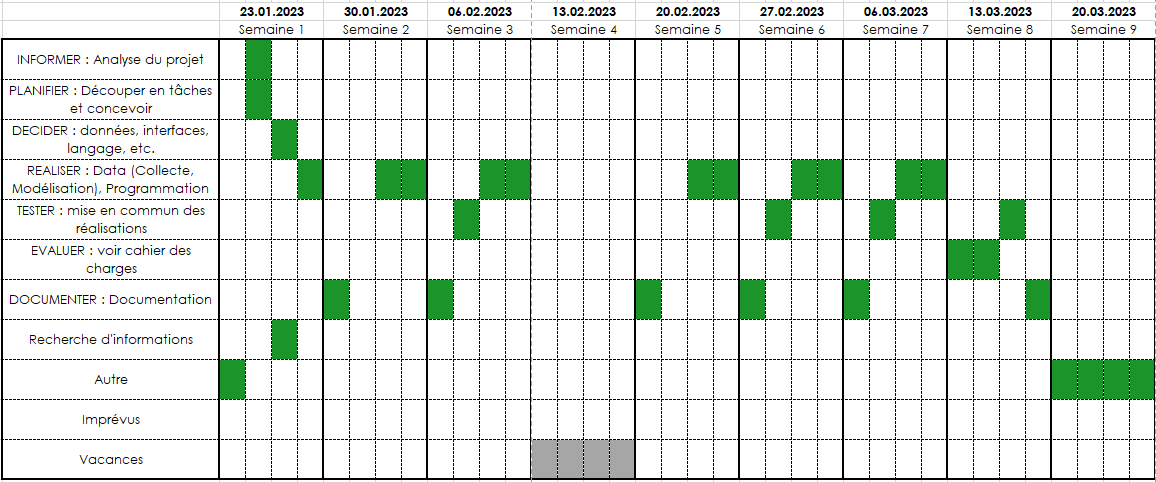 23.01.2023 30.01.2023 06.02.2023 13.02.2023 20.02.2023 27.02.2023 06.03.2023 13.03.2023 20.03.2023
Semaine 1 Semaine 2 Semaine 3 Semaine 4 Semaine 5 Semaine 6 Semaine 7 Semaine 8 Semaine 9
INFORMER : Analyse du projet
PLANIFIER : Découper en tâches
et concevoir
DECIDER : données, interfaces,
langage, etc.
REALISER : Data (Collecte,
Modélisation), Programmation
TESTER : mise en commun des
réalisations
EVALUER : voir cahier des
charges
DOCUMENTER : Documentation
Recherche d'informations
Autre
Imprévus
Vacances